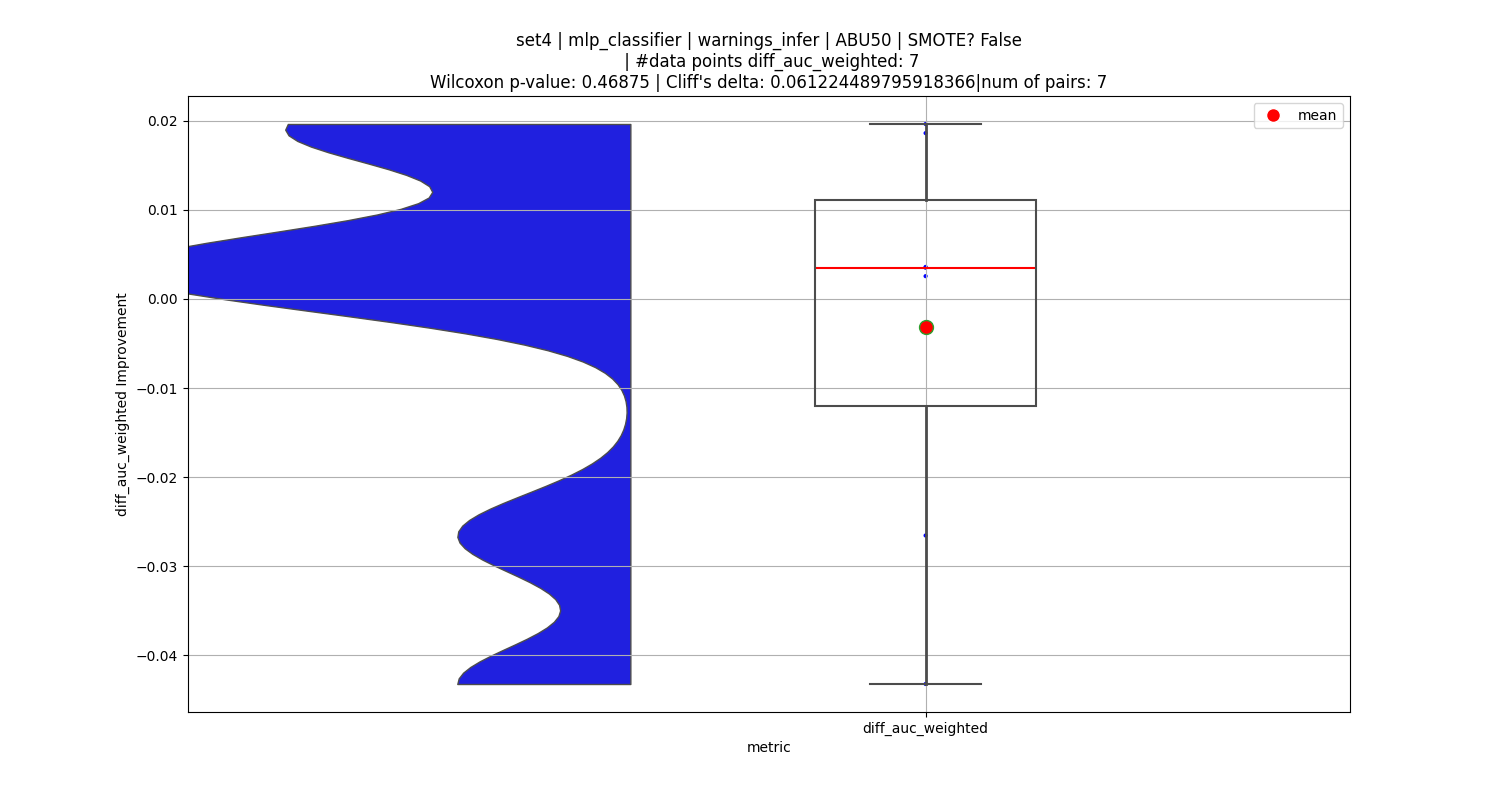 set4 | mlp_classifier | warnings_infer | ABU50 | SMOTE? False
| #data points diff_auc_weighted: 7
Wilcoxon p-value: 0.46875 | Cliff's delta: 0.061224489795918366|num of pairs: 7
mean
0.02
0.01
0.00
−0.01
−0.02
−0.03
−0.04
diff_auc_weighted Improvement
diff_auc_weighted
metric